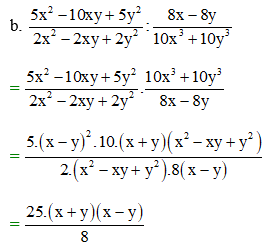 b. \frac{5x^2 - 10xy + 5y^2}{2x^2 - 2xy + 2y^2} : \frac{8x - 8y}{10x^3 + 10y^3}
= \frac{5x^2 - 10xy + 5y^2}{2x^2 - 2xy + 2y^2} . \frac{10x^3 + 10y^3}{8x - 8y}
= \frac{5.(x - y)^2.10.(x + y)(x^2 - xy + y^2)}{2.(x^2 - xy + y^2).8(x - y)}
= \frac{25.(x + y)(x - y)}{8}